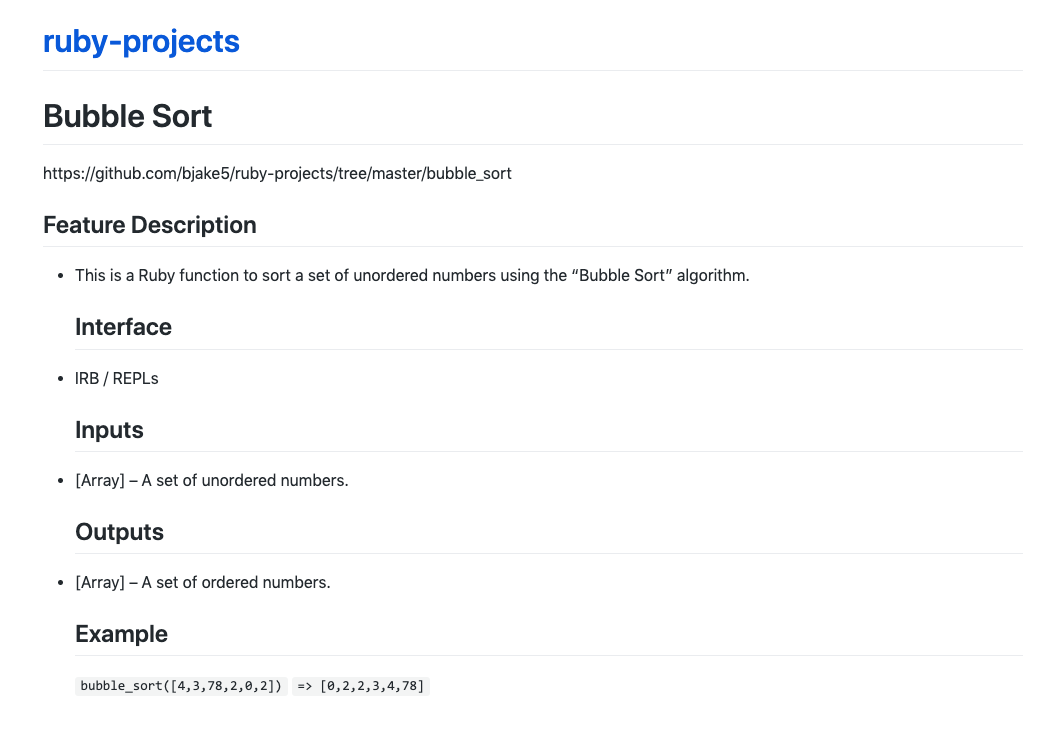 ruby-projects
Bubble Sort
https://github.com/bjake5/ruby-projects/tree/master/bubble_sort
Feature Description
• This is a Ruby function to sort a set of unordered numbers using the “Bubble Sort” algorithm.
Interface
• IRB / REPLs
Inputs
• [Array] – A set of unordered numbers.
Outputs
• [Array] – A set of ordered numbers.
Example
bubble_sort([4,3,78,2,0,2]) => [0,2,2,3,4,78]